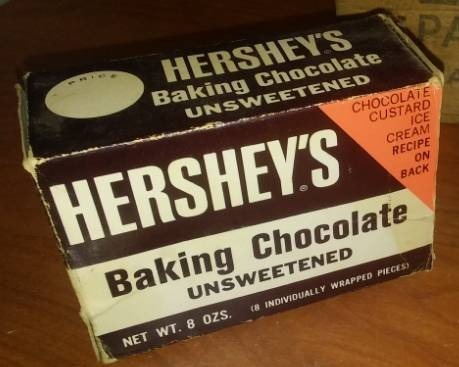 PRICE
HERSHEY'S
Baking Chocolate
UNSWEETENED
CHOCOLATE
CUSTARD
ICE
CREAM
RECIPE
ON
BACK
HERSHEY'S
®
Baking Chocolate
UNSWEETENED
NET WT. 8 OZS. (8 INDIVIDUALLY WRAPPED PIECES)